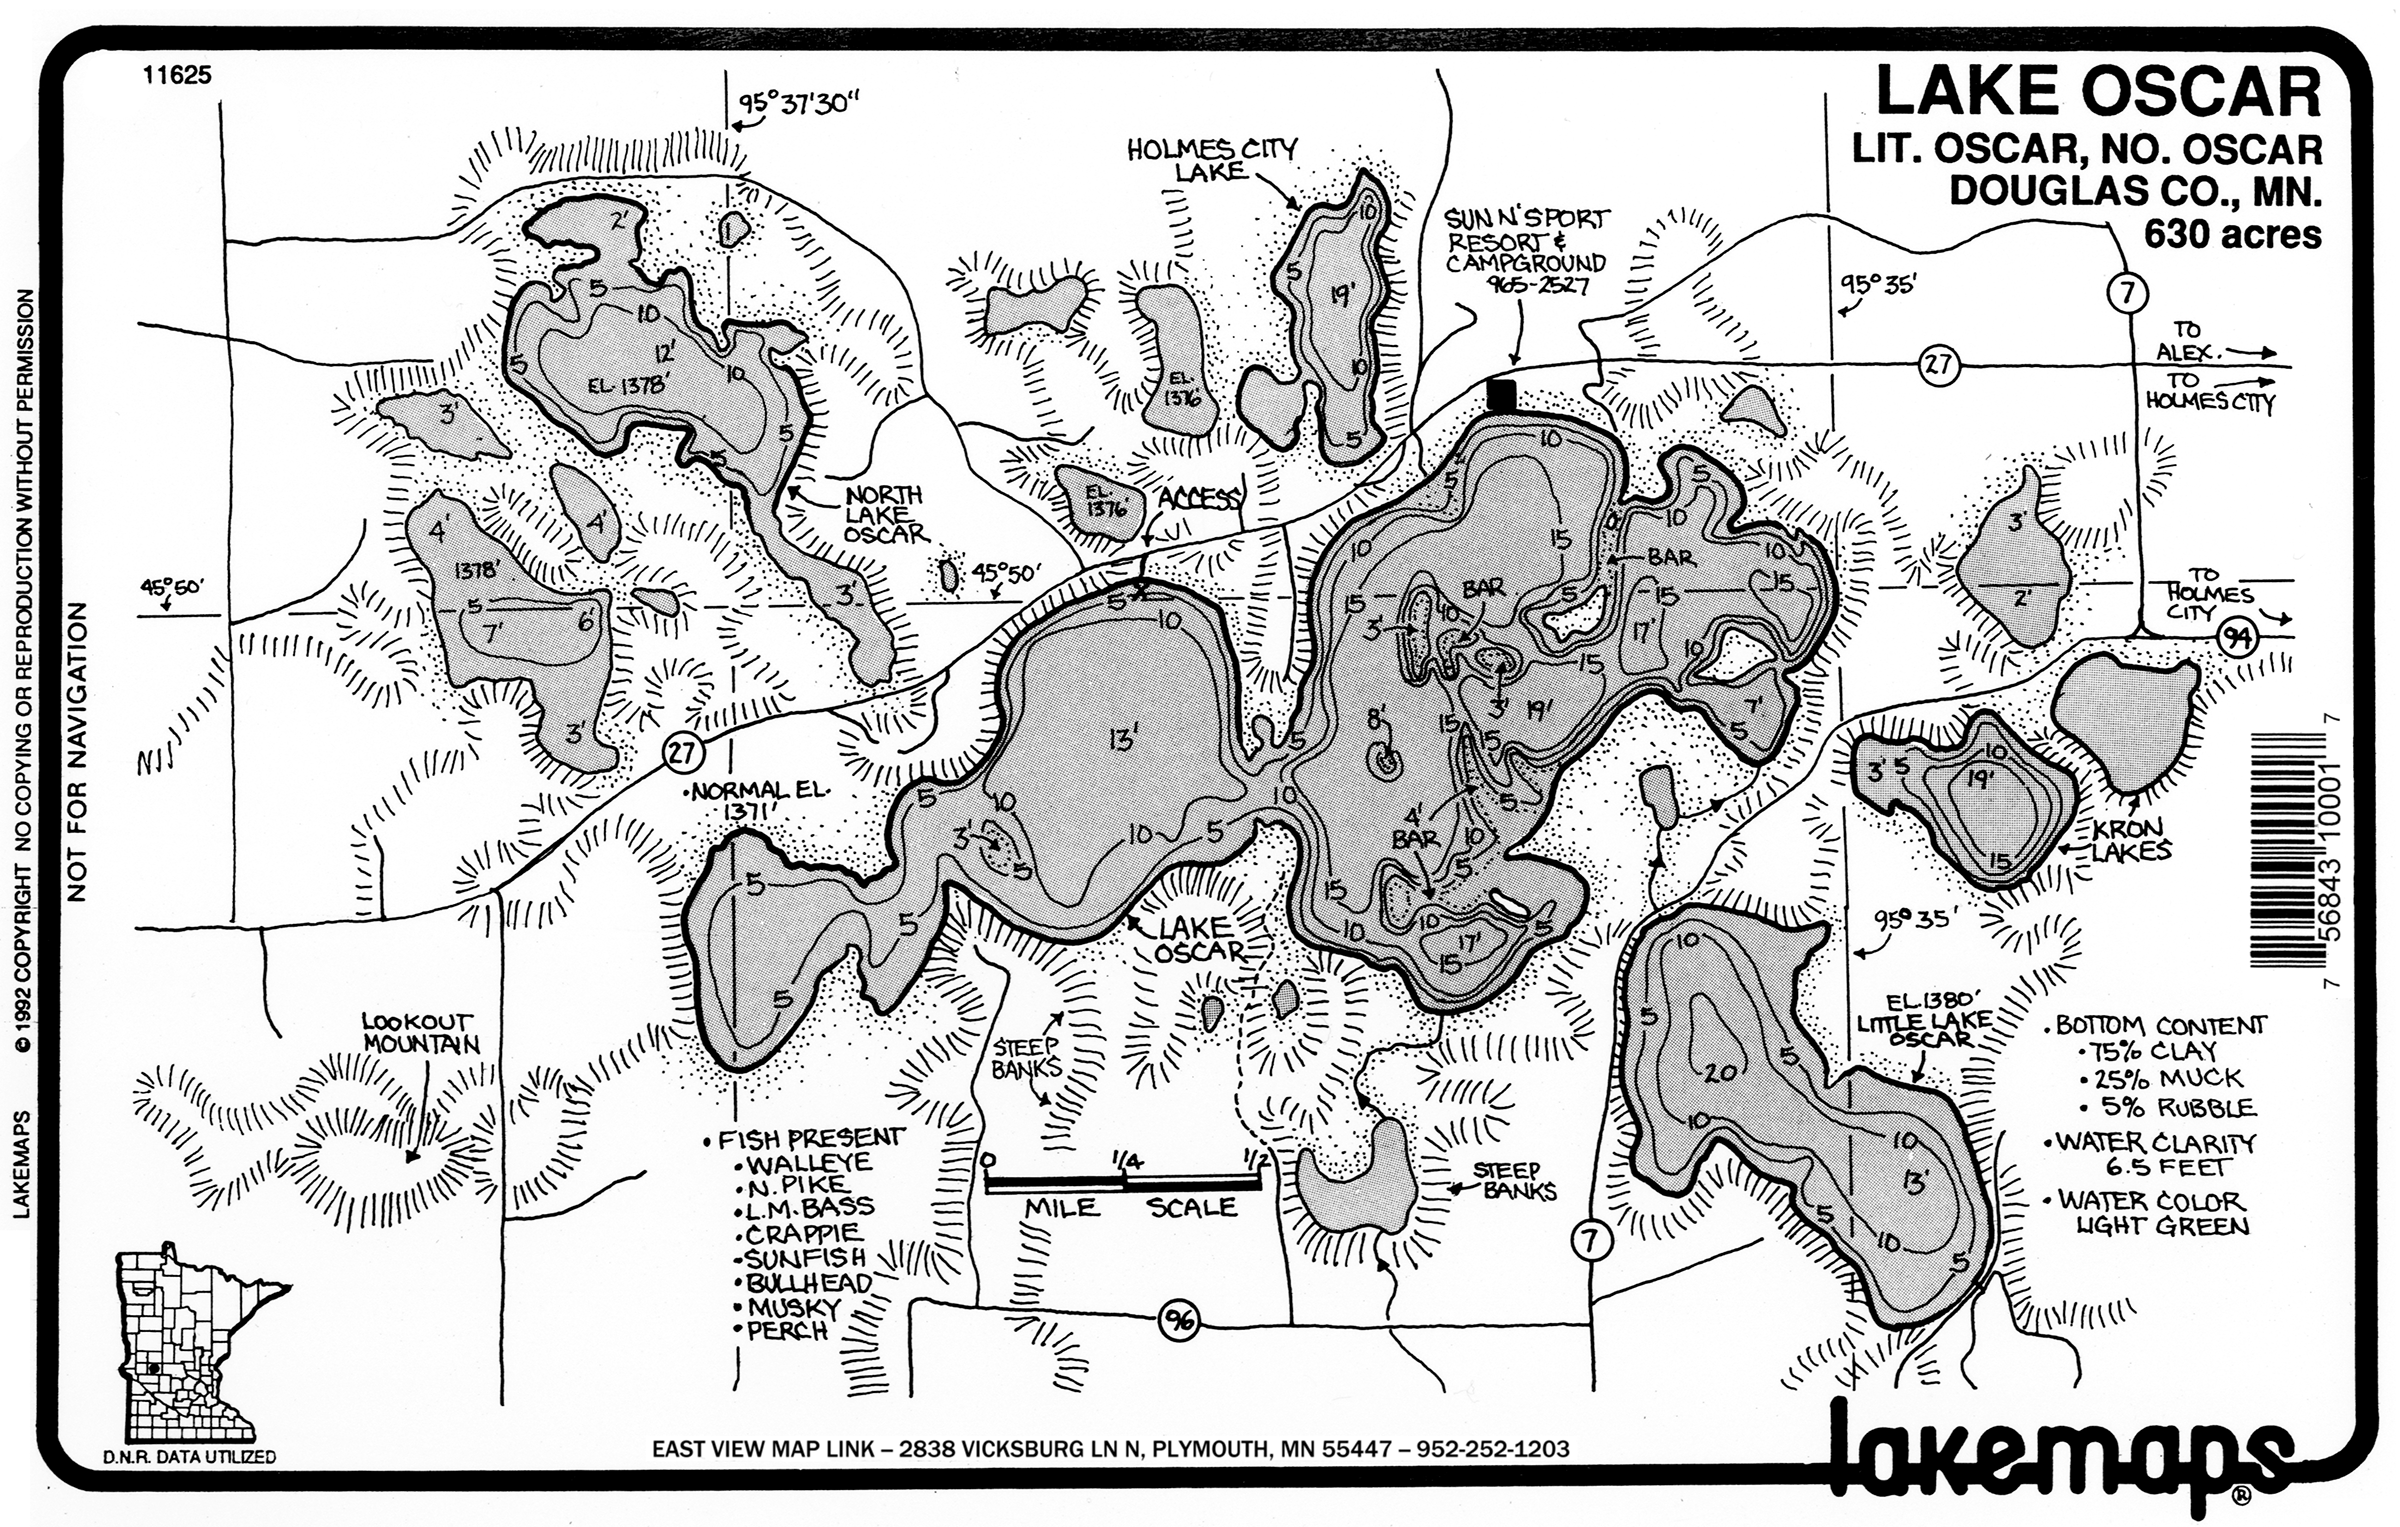 11625
LAKE OSCAR
LIT. OSCAR, NO. OSCAR
DOUGLAS CO., MN.
630 acres
95°37'30"
HOLMES CITY
LAKE
10
5
19'
10
5
SUN N' SPORT
RESORT &
CAMPGROUND
965-2527
95°35'
7
TO
ALEX.
27
TO
HOLMES CITY
2'
5
10
12'
5
EL. 1378'
10
5
5
3'
4'
4'
1378'
5
7'
6'
3'
NORTH
LAKE
OSCAR
3'
EL.
1376'
EL.
1376'
ACCESS
45°50'
45°50'
5
10
13'
10
5
3'
5
10
5
5
5
5
10
10
5
15
10
15
3'
10
BAR
5
BAR
5
10
15
17'
10
10
15
15
3'
19'
8'
15
5
5
4'
BAR
10
5
15
10
10
17'
15
5
7'
5
5
10
3'
2'
TO
HOLMES
CITY
94
3'
5
10
19'
15
KRON
LAKES
27
• NORMAL EL.
1371'
LAKE
OSCAR
95°35'
10
5
20
5
10
EL. 1380'
LITTLE LAKE
OSCAR
10
13'
5
10
5
LOOKOUT
MOUNTAIN
STEEP
BANKS
STEEP
BANKS
• BOTTOM CONTENT
• 75% CLAY
• 25% MUCK
• 5% RUBBLE
• WATER CLARITY
6.5 FEET
• WATER COLOR
LIGHT GREEN
• FISH PRESENT
• WALLEYE
• N. PIKE
• L.M. BASS
• CRAPPIE
• SUNFISH
• BULLHEAD
• MUSKY
• PERCH
0 1/4 1/2
MILE SCALE
7
96
D.N.R. DATA UTILIZED
EAST VIEW MAP LINK – 2838 VICKSBURG LN N, PLYMOUTH, MN 55447 – 952-252-1203
lakemaps®
LAKEMAPS © 1992 COPYRIGHT NO COPYING OR REPRODUCTION WITHOUT PERMISSION
NOT FOR NAVIGATION
7 56843 10001 7